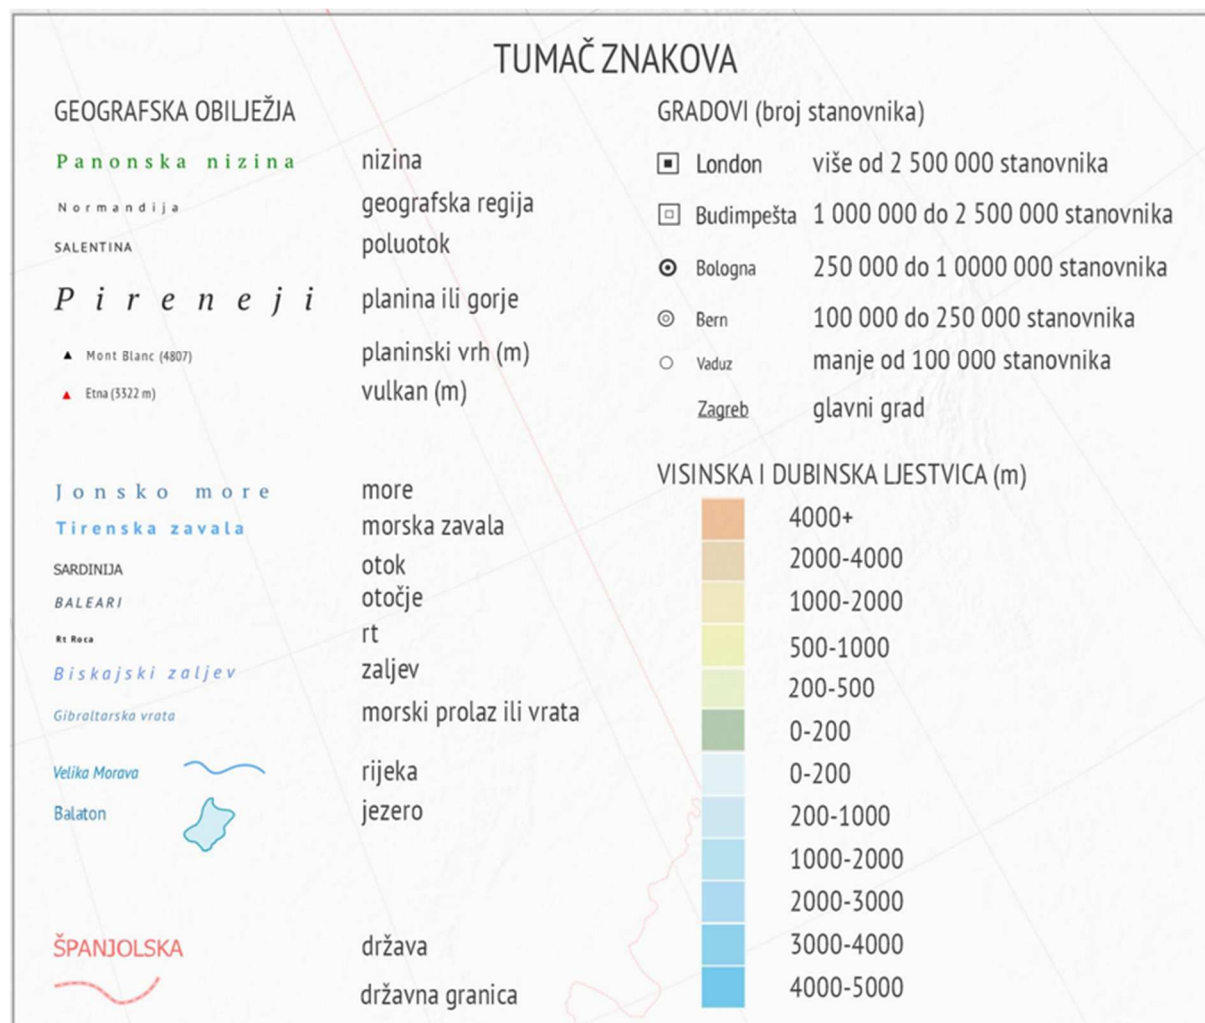 TUMAČ ZNAKOVA
GEOGRAFSKA OBILJEŽJA
Panonska nizina nizina
Normandija geografska regija
SALENTINA poluotok
Pireneji planina ili gorje
Mont Blanc (4807) planinski vrh (m)
Etna (3322 m) vulkan (m)
Jonsko more more
Tirenska zavala morska zavala
SARDINIJA otok
BALEARI otočje
Rt Roca rt
Biskajski zaljev zaljev
Gibraltarska vrata morski prolaz ili vrata
Velika Morava rijeka
Balaton jezero
ŠPANJOLSKA država
državna granica
GRADOVI (broj stanovnika)
London više od 2 500 000 stanovnika
Budimpešta 1 000 000 do 2 500 000 stanovnika
Bologna 250 000 do 1 0000 000 stanovnika
Bern 100 000 do 250 000 stanovnika
Vaduz manje od 100 000 stanovnika
Zagreb glavni grad
VISINSKA I DUBINSKA LJESTVICA (m)
4000+
2000-4000
1000-2000
500-1000
200-500
0-200
0-200
200-1000
1000-2000
2000-3000
3000-4000
4000-5000